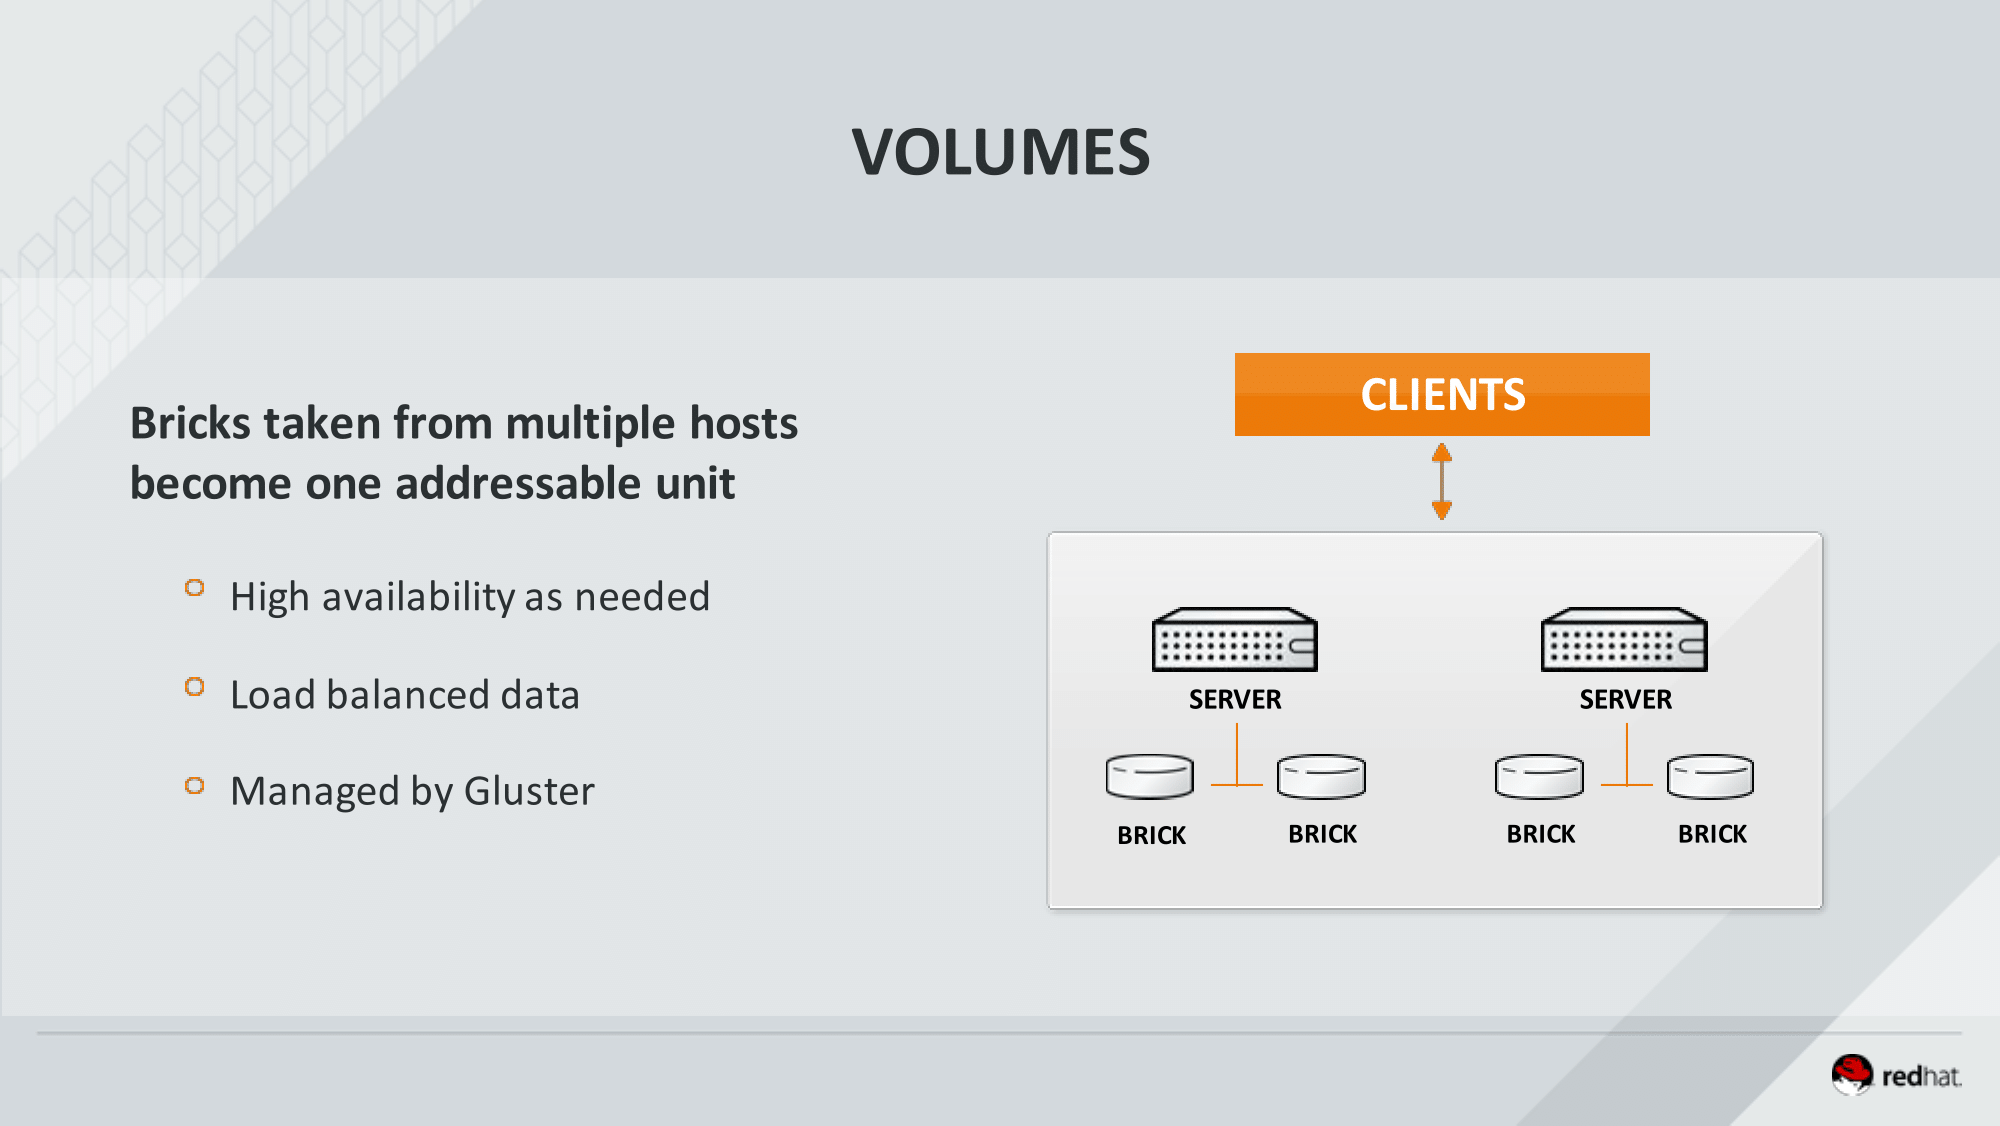 VOLUMES
Bricks taken from multiple hosts
become one addressable unit
High availability as needed
Load balanced data
Managed by Gluster
CLIENTS
SERVER
SERVER
BRICK
BRICK
BRICK
BRICK
redhat.